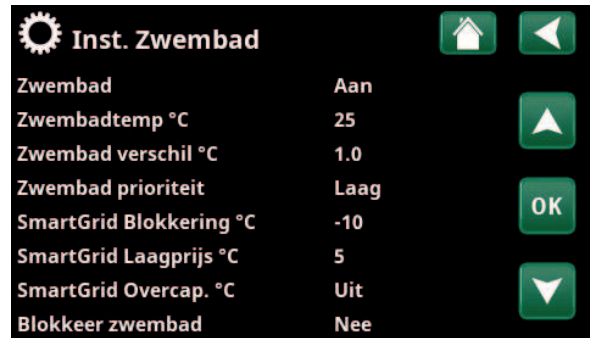 Inst. Zwembad
Zwembad Aan
Zwembadtemp °C 25
Zwembad verschil °C 1.0
Zwembad prioriteit Laag
SmartGrid Blokkering °C -10
SmartGrid Laagprijs °C 5
SmartGrid Overcap. °C Uit
Blokkeer zwembad Nee
OK